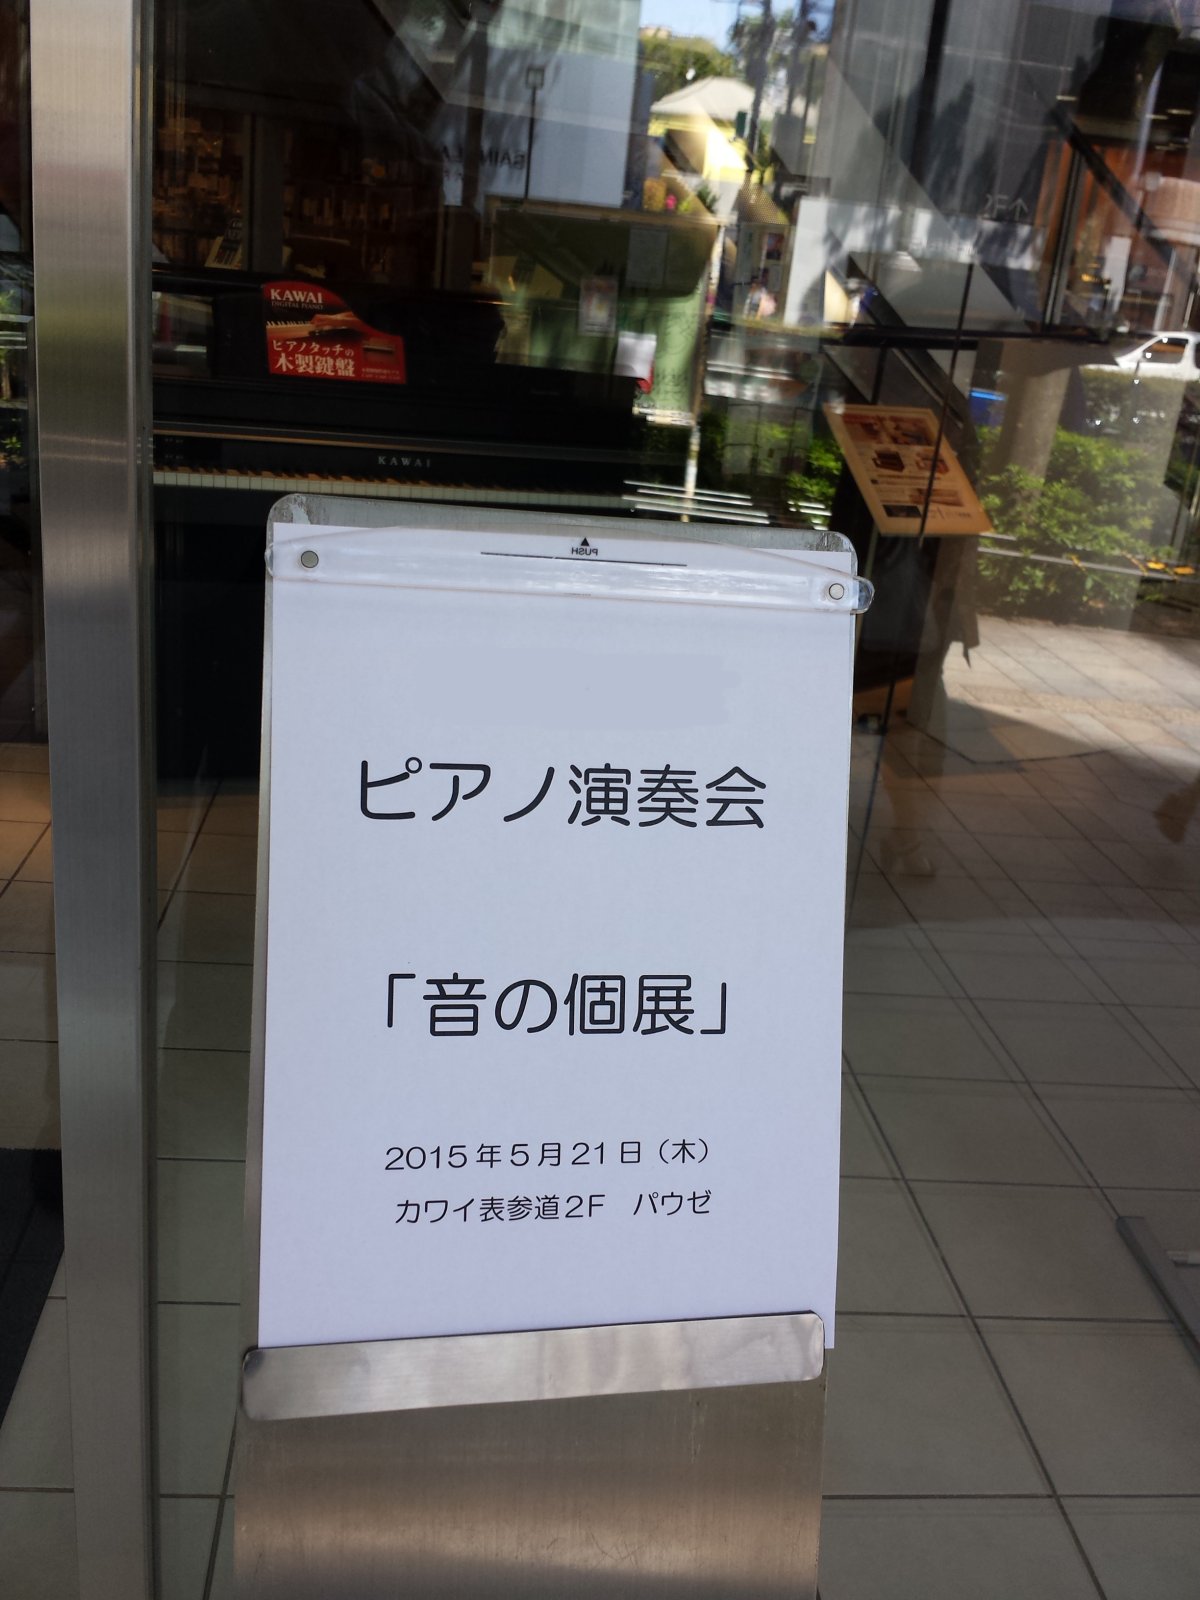 KAWAI
DIGITAL PIANO
ピアノタッチの
木製鍵盤
KAWAI
PUSH
ピアノ演奏会
「音の個展」
2015年5月21日（木）
カワイ表参道2F　パウゼ